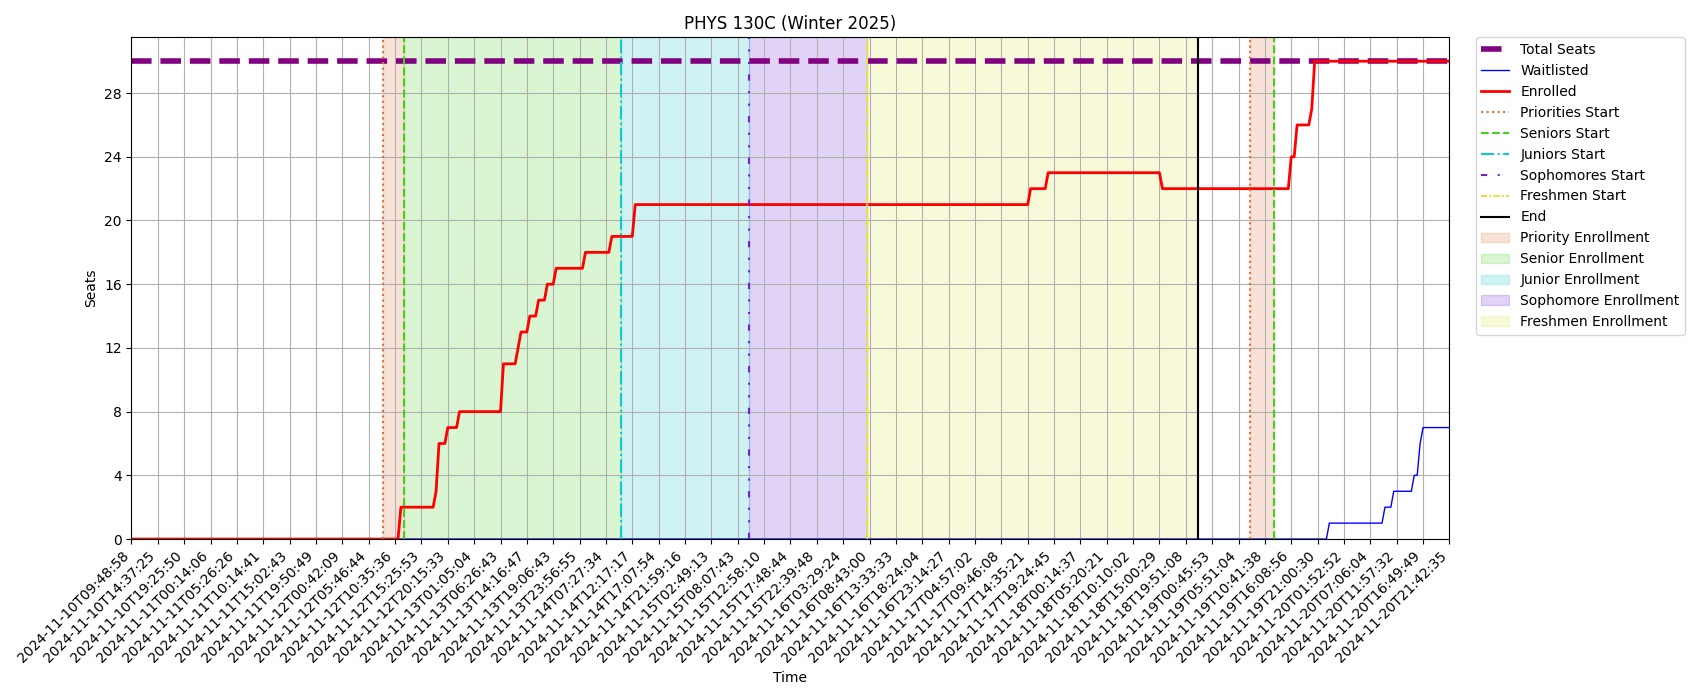 PHYS 130C (Winter 2025)
Total Seats
Waitlisted
Enrolled
Priorities Start
Seniors Start
Juniors Start
Sophomores Start
Freshmen Start
End
Priority Enrollment
Senior Enrollment
Junior Enrollment
Sophomore Enrollment
Freshmen Enrollment
Seats
28
24
20
16
12
8
4
0
2024-11-10T09:48:58
2024-11-10T14:37:25
2024-11-10T19:25:50
2024-11-11T00:14:06
2024-11-11T05:26:26
2024-11-11T10:14:41
2024-11-11T15:02:43
2024-11-11T19:50:49
2024-11-12T00:42:09
2024-11-12T05:46:44
2024-11-12T10:35:36
2024-11-12T15:25:53
2024-11-12T20:15:33
2024-11-13T01:05:04
2024-11-13T06:26:43
2024-11-13T14:16:47
2024-11-13T19:06:43
2024-11-13T23:56:55
2024-11-14T07:27:34
2024-11-14T12:17:17
2024-11-14T17:07:54
2024-11-14T21:59:16
2024-11-15T02:49:13
2024-11-15T08:07:43
2024-11-15T12:58:10
2024-11-15T17:48:44
2024-11-15T22:39:48
2024-11-16T03:29:24
2024-11-16T08:43:00
2024-11-16T13:33:33
2024-11-16T18:24:04
2024-11-16T23:14:27
2024-11-17T04:57:02
2024-11-17T09:46:08
2024-11-17T14:35:21
2024-11-17T19:24:45
2024-11-18T00:14:37
2024-11-18T05:20:21
2024-11-18T10:10:02
2024-11-18T15:00:29
2024-11-18T19:51:08
2024-11-19T00:45:53
2024-11-19T05:51:04
2024-11-19T10:41:38
2024-11-19T16:08:56
2024-11-19T21:00:30
2024-11-20T01:52:52
2024-11-20T07:06:04
2024-11-20T11:57:32
2024-11-20T16:49:49
2024-11-20T21:42:35
Time